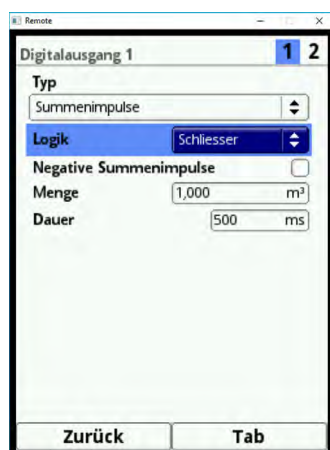 Remote
Digitalausgang 1 1 2
Typ
Summenimpulse
Logik Schliesser
Negative Summenimpulse
Menge 1,000 m³
Dauer 500 ms
Zurück Tab